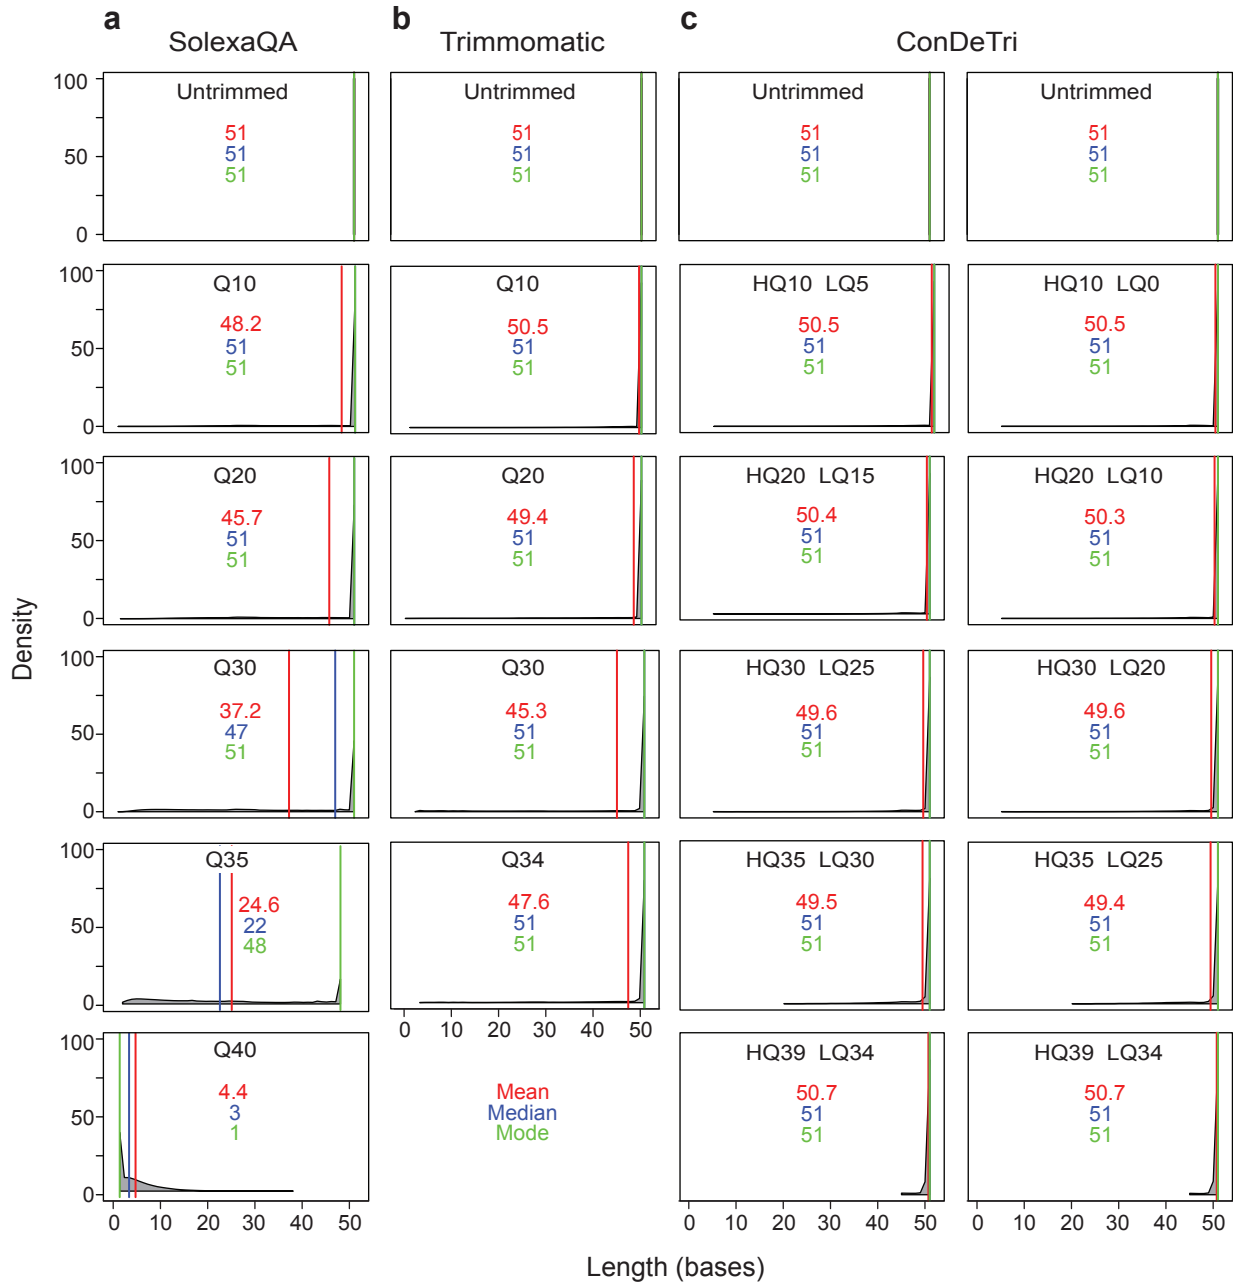 a
SolexaQA
b
Trimmomatic
c
ConDeTri
Density
100
50
0
Untrimmed
51
51
51
Untrimmed
51
51
51
Untrimmed
51
51
51
Untrimmed
51
51
51
100
50
0
Q10
48.2
51
51
Q10
50.5
51
51
HQ10 LQ5
50.5
51
51
HQ10 LQ0
50.5
51
51
100
50
0
Q20
45.7
51
51
Q20
49.4
51
51
HQ20 LQ15
50.4
51
51
HQ20 LQ10
50.3
51
51
100
50
0
Q30
37.2
47
51
Q30
45.3
51
51
HQ30 LQ25
49.6
51
51
HQ30 LQ20
49.6
51
51
100
50
0
Q35
24.6
22
48
Q34
47.6
51
51
0 10 20 30 40 50
HQ35 LQ30
49.5
51
51
HQ35 LQ25
49.4
51
51
100
50
0
Q40
4.4
3
1
0 10 20 30 40 50
Mean
Median
Mode
HQ39 LQ34
50.7
51
51
0 10 20 30 40 50
HQ39 LQ34
50.7
51
51
0 10 20 30 40 50
Length (bases)